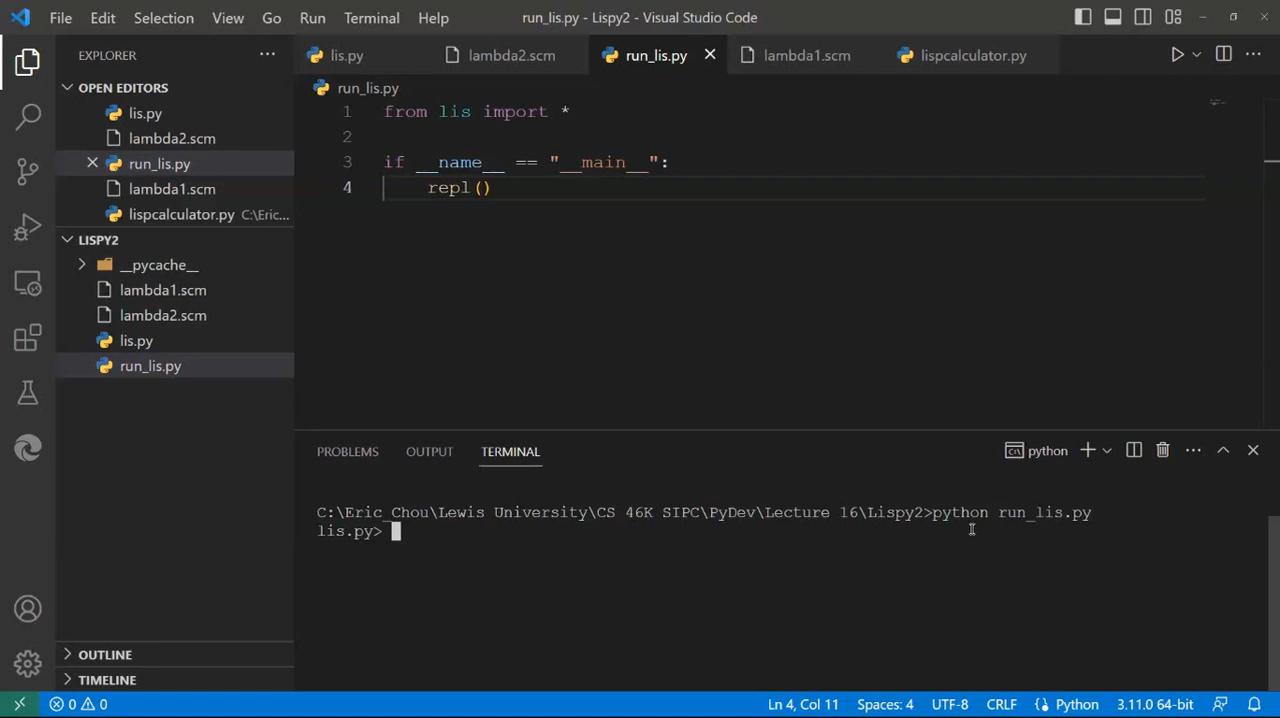 File Edit Selection View Go Run Terminal Help run_lis.py - Lispy2 - Visual Studio Code
EXPLORER
OPEN EDITORS
lis.py
lambda2.scm
run_lis.py
lambda1.scm
lispcalculator.py C:\Eric...
LISPY2
__pycache__
lambda1.scm
lambda2.scm
lis.py
run_lis.py
OUTLINE
TIMELINE
lis.py lambda2.scm run_lis.py lambda1.scm lispcalculator.py
run_lis.py
1 from lis import *
2
3 if __name__ == "__main__":
4 repl()
PROBLEMS OUTPUT TERMINAL python
C:\Eric_Chou\Lewis University\CS 46K SIPC\PyDev\Lecture 16\Lispy2>python run_lis.py
lis.py>
0 0 Ln 4, Col 11 Spaces: 4 UTF-8 CRLF Python 3.11.0 64-bit